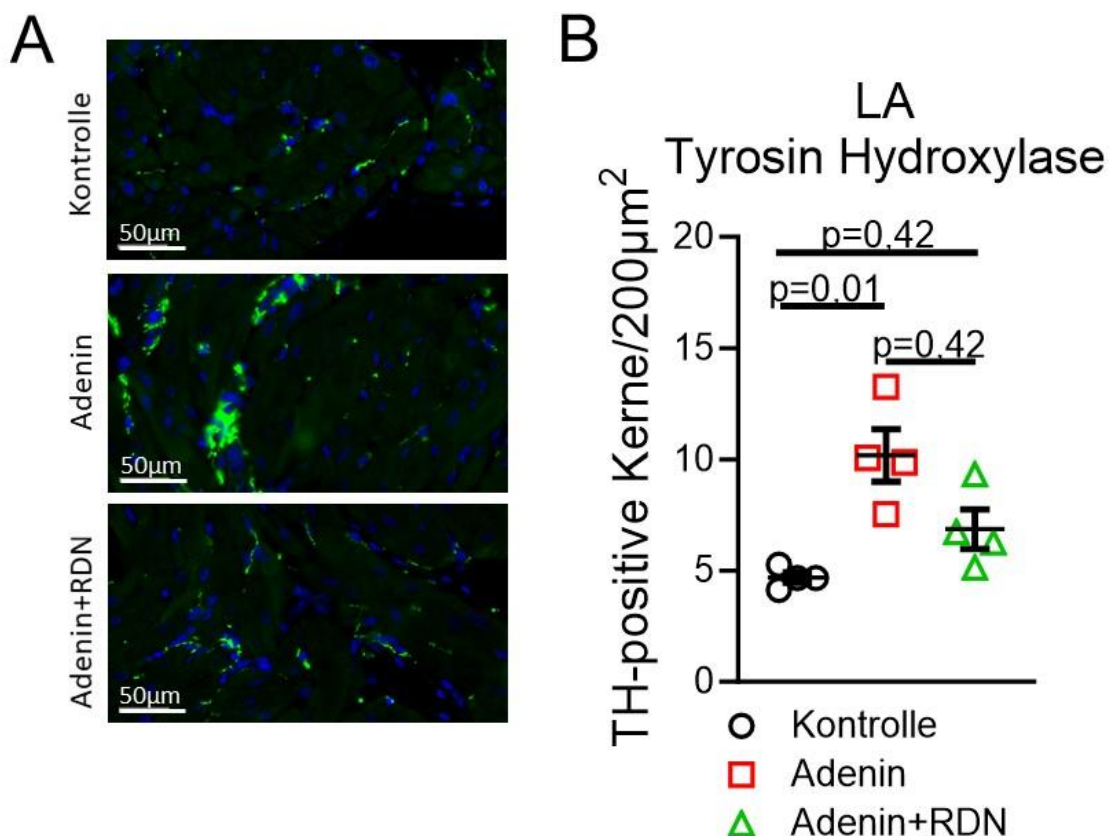 A
Kontrolle
50µm
Adenin
50µm
Adenin+RDN
50µm
B
LA
Tyrosin Hydroxylase
TH-positive Kerne/200µm²
20
15
10
5
0
p=0,42
p=0,01
p=0,42
Kontrolle
Adenin
Adenin+RDN